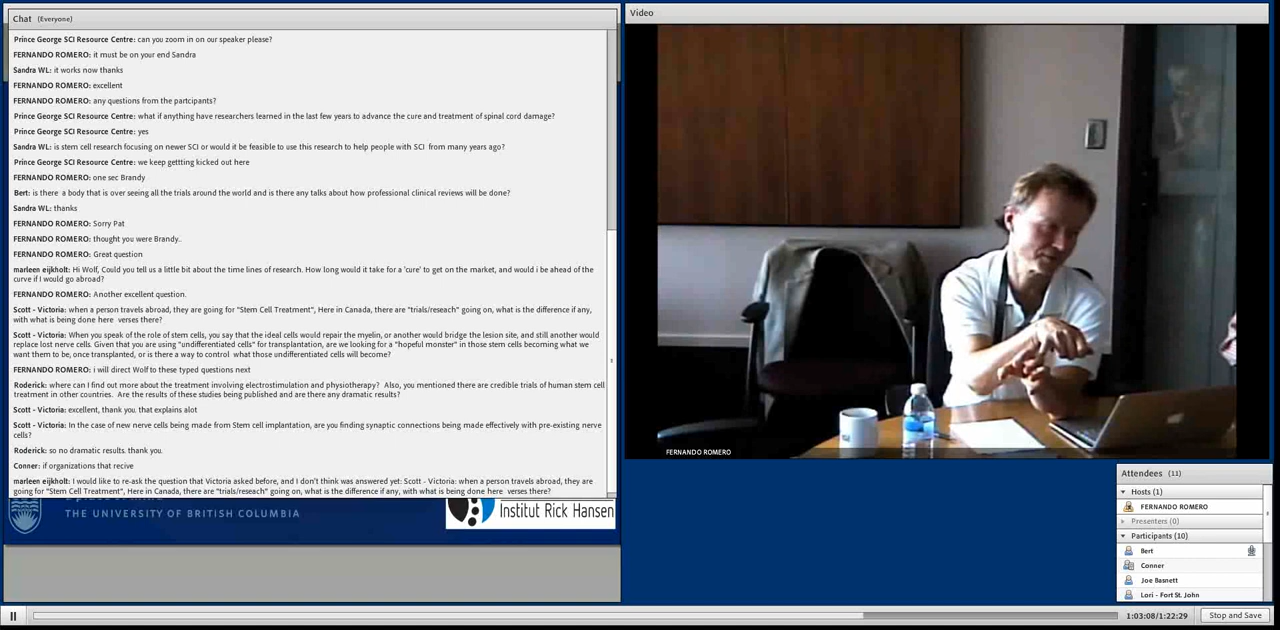 Chat (Everyone)
Prince George SCI Resource Centre: can you zoom in on our speaker please?
FERNANDO ROMERO: it must be on your end Sandra
Sandra WL: it works now thanks
FERNANDO ROMERO: excellent
FERNANDO ROMERO: any questions from the partcipants?
Prince George SCI Resource Centre: what if anything have researchers learned in the last few years to advance the cure and treatment of spinal cord damage?
Prince George SCI Resource Centre: yes
Sandra WL: is stem cell research focusing on newer SCI or would it be feasible to use this research to help people with SCI from many years ago?
Prince George SCI Resource Centre: we keep gettting kicked out here
FERNANDO ROMERO: one sec Brandy
Bert: is there a body that is over seeing all the trials around the world and is there any talks about how professional clinical reviews will be done?
Sandra WL: thanks
FERNANDO ROMERO: Sorry Pat
FERNANDO ROMERO: thought you were Brandy..
FERNANDO ROMERO: Great question
marleen eijkholt: Hi Wolf, Could you tell us a little bit about the time lines of research. How long would it take for a 'cure' to get on the market, and would i be ahead of the
curve if I would go abroad?
FERNANDO ROMERO: Another excellent question.
Scott - Victoria: when a person travels abroad, they are going for "Stem Cell Treatment", Here in Canada, there are "trials/reseach" going on, what is the difference if any,
with what is being done here verses there?
Scott - Victoria: When you speak of the role of stem cells, you say that the ideal cells would repair the myelin, or another would bridge the lesion site, and still another would
replace lost nerve cells. Given that you are using "undifferentiated cells" for transplantation, are we looking for a "hopeful monster" in those stem cells becoming what we
want them to be, once transplanted, or is there a way to control what those undifferentiated cells will become?
FERNANDO ROMERO: i will direct Wolf to these typed questions next
Roderick: where can I find out more about the treatment involving electrostimulation and physiotherapy? Also, you mentioned there are credible trials of human stem cell
treatment in other countries. Are the results of these studies being published and are there any dramatic results?
Scott - Victoria: excellent, thank you. that explains alot
Scott - Victoria: In the case of new nerve cells being made from Stem cell implantation, are you finding synaptic connections being made effectively with pre-existing nerve
cells?
Roderick: so no dramatic results. thank you.
Conner: if organizations that recive
marleen eijkholt: I would like to re-ask the question that Victoria asked before, and I don't think was answered yet: Scott - Victoria: when a person travels abroad, they are
going for "Stem Cell Treatment", Here in Canada, there are "trials/reseach" going on, what is the difference if any, with what is being done here verses there?
THE UNIVERSITY OF BRITISH COLUMBIA
Institut Rick Hansen
Video
FERNANDO ROMERO
Attendees (11)
Hosts (1)
FERNANDO ROMERO
Presenters (0)
Participants (10)
Bert
Conner
Joe Basnett
Lori - Fort St. John
1:03:08/1:22:29
Stop and Save